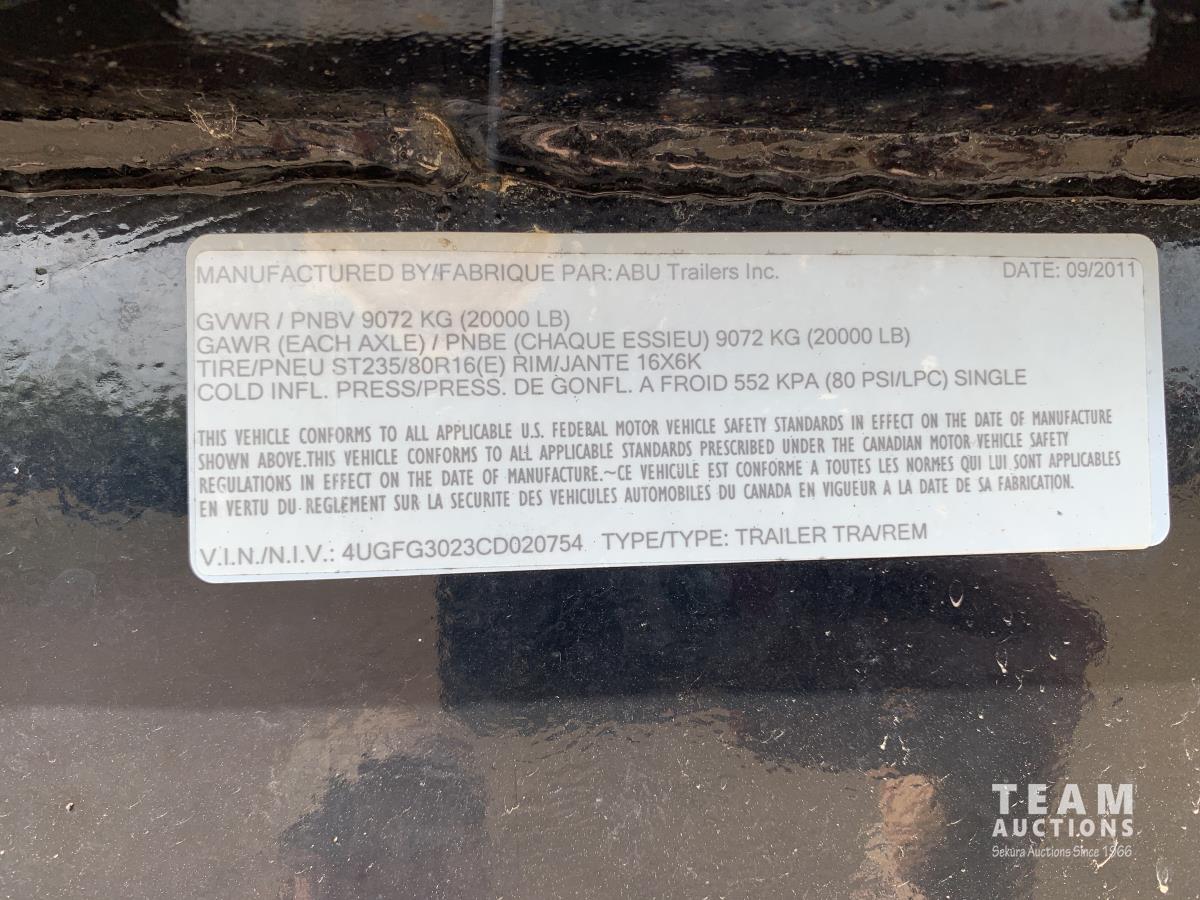 MANUFACTURED BY/FABRIQUE PAR: ABU Trailers Inc. DATE: 09/2011
GVWR / PNBV 9072 KG (20000 LB)
GAWR (EACH AXLE) / PNBE (CHAQUE ESSIEU) 9072 KG (20000 LB)
TIRE/PNEU ST235/80R16(E) RIM/JANTE 16X6K
COLD INFL. PRESS/PRESS. DE GONFL. A FROID 552 KPA (80 PSI/LPC) SINGLE
THIS VEHICLE CONFORMS TO ALL APPLICABLE U.S. FEDERAL MOTOR VEHICLE SAFETY STANDARDS IN EFFECT ON THE DATE OF MANUFACTURE
SHOWN ABOVE.THIS VEHICLE CONFORMS TO ALL APPLICABLE STANDARDS PRESCRIBED UNDER THE CANADIAN MOTOR VEHICLE SAFETY
REGULATIONS IN EFFECT ON THE DATE OF MANUFACTURE.~CE VEHICULE EST CONFORME A TOUTES LES NORMES QUI LUI SONT APPLICABLES
EN VERTU DU REGLEMENT SUR LA SECURITE DES VEHICULES AUTOMOBILES DU CANADA EN VIGUEUR A LA DATE DE SA FABRICATION.
V.I.N./N.I.V.: 4UGFG3023CD020754 TYPE/TYPE: TRAILER TRA/REM
TEAM
AUCTIONS
Sekura Auctions Since 1966